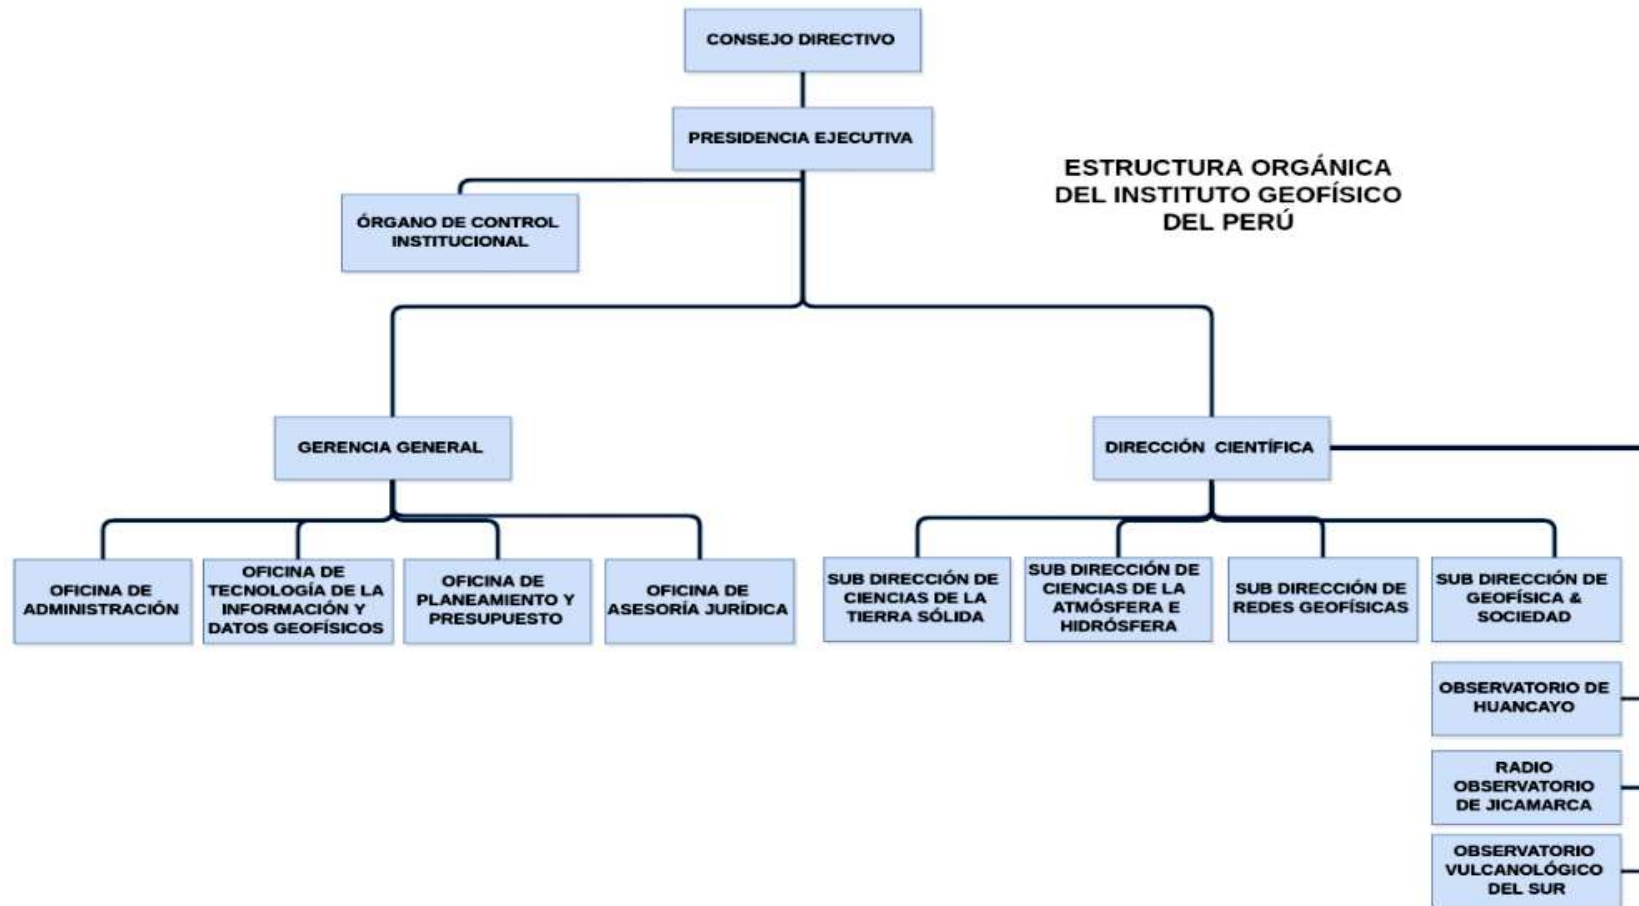 CONSEJO DIRECTIVO
PRESIDENCIA EJECUTIVA
ESTRUCTURA ORGÁNICA
DEL INSTITUTO GEOFÍSICO
DEL PERÚ
ÓRGANO DE CONTROL
INSTITUCIONAL
GERENCIA GENERAL
DIRECCIÓN CIENTÍFICA
OFICINA DE
ADMINISTRACIÓN
OFICINA DE
TECNOLOGÍA DE LA
INFORMACIÓN Y
DATOS GEOFÍSICOS
OFICINA DE
PLANEAMIENTO Y
PRESUPUESTO
OFICINA DE
ASESORÍA JURÍDICA
SUB DIRECCIÓN DE
CIENCIAS DE LA
TIERRA SÓLIDA
SUB DIRECCIÓN DE
CIENCIAS DE LA
ATMÓSFERA E
HIDRÓSFERA
SUB DIRECCIÓN DE
REDES GEOFÍSICAS
SUB DIRECCIÓN DE
GEOFÍSICA &
SOCIEDAD
OBSERVATORIO DE
HUANCAYO
RADIO
OBSERVATORIO
DE JICAMARCA
OBSERVATORIO
VULCANOLÓGICO
DEL SUR